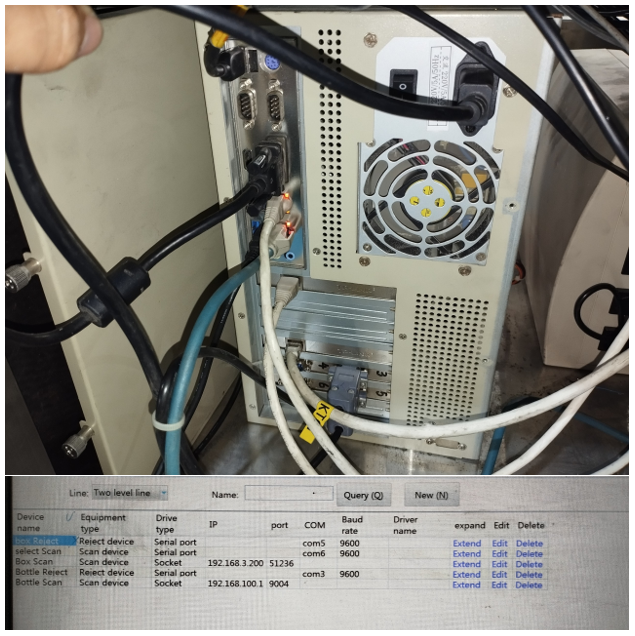 KT
4
3
5
Line: Two level line Name: Query (Q) New (N)
Device name Equipment type Drive type IP port COM Baud rate Driver name expand Edit Delete
box Reject Reject device Serial port com5 9600 Extend Edit Delete
select Scan Scan device Serial port com6 9600 Extend Edit Delete
Box Scan Scan device Socket 192.168.3.200 51236 Extend Edit Delete
Bottle Reject Reject device Serial port com3 9600 Extend Edit Delete
Bottle Scan Scan device Socket 192.168.100.1 9004 Extend Edit Delete